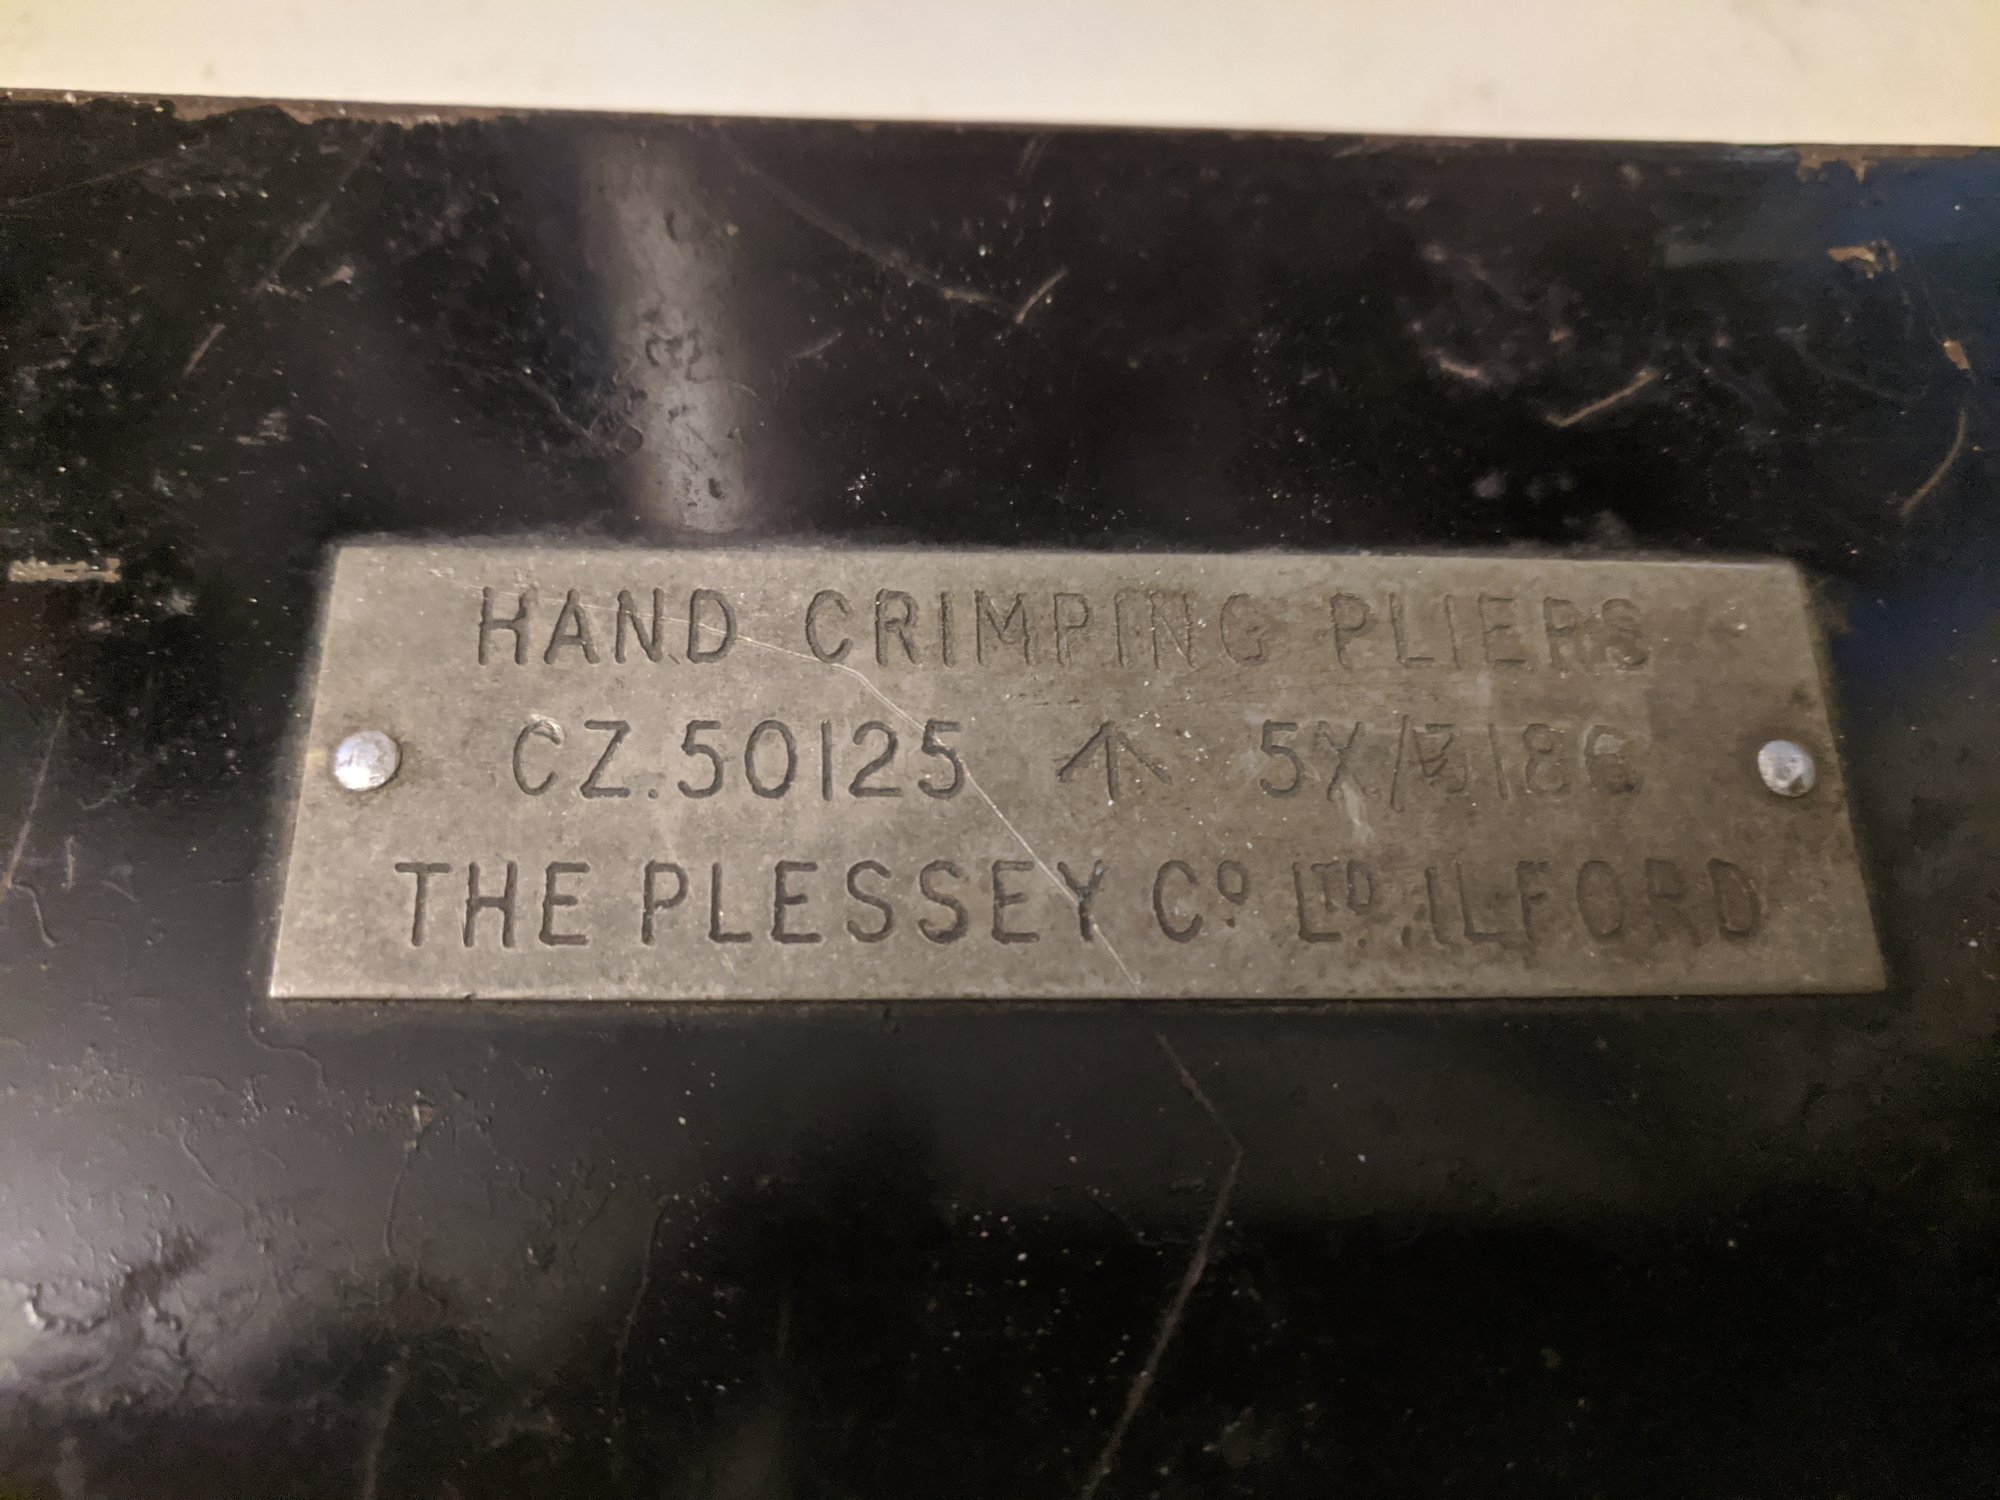 HAND CRIMPING PLIERS
CZ.50125 ↑
THE PLESSEY Cº LTD. ILFORD